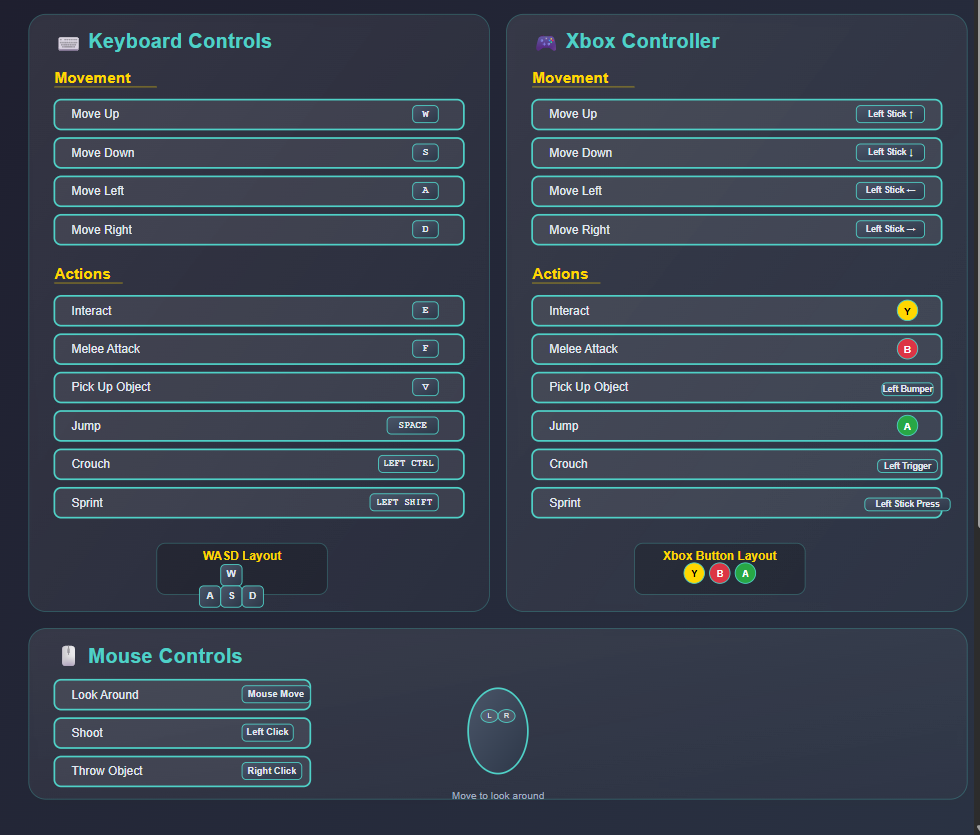 Keyboard Controls
Movement
Move Up W
Move Down S
Move Left A
Move Right D
Actions
Interact E
Melee Attack F
Pick Up Object ▽
Jump SPACE
Crouch LEFT CTRL
Sprint LEFT SHIFT
WASD Layout
W
A S D
Xbox Controller
Movement
Move Up Left Stick ↑
Move Down Left Stick ↓
Move Left Left Stick ←
Move Right Left Stick →
Actions
Interact Y
Melee Attack B
Pick Up Object Left Bumper
Jump A
Crouch Left Trigger
Sprint Left Stick Press
Xbox Button Layout
Y B A
Mouse Controls
Look Around Mouse Move
Shoot Left Click
Throw Object Right Click
L R
Move to look around